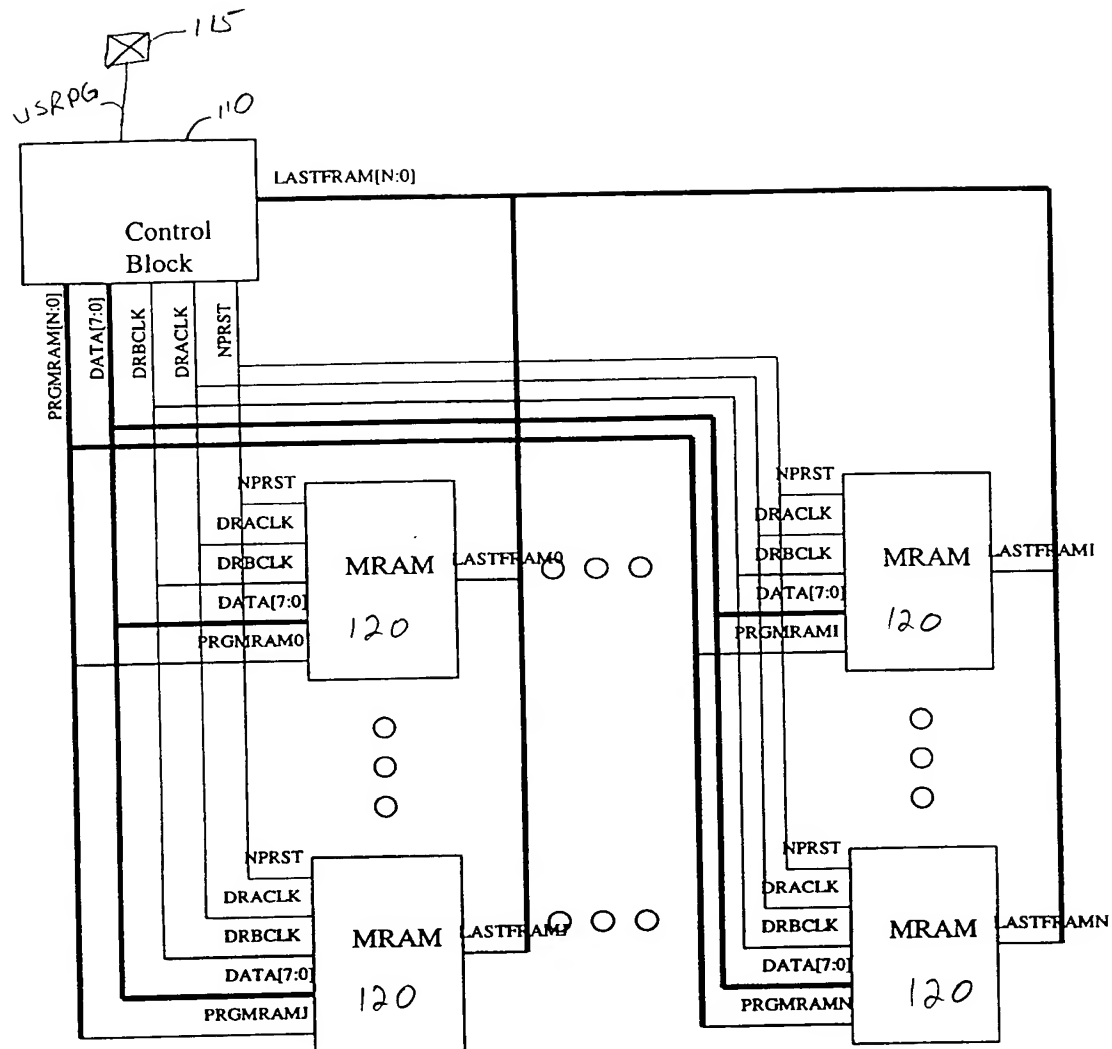 115
USRPG
110
LASTFRAM[N:0]
Control
Block
PRGMRAM[N:0]
DATA[7:0]
DRBCLK
DRACLK
NPRST
NPRST
DRACLK
DRBCLK
DATA[7:0]
PRGMRAM0
MRAM
120
LASTFRAM0
NPRST
DRACLK
DRBCLK
DATA[7:0]
PRGMRAMI
MRAM
120
LASTFRAMI
NPRST
DRACLK
DRBCLK
DATA[7:0]
PRGMRAMJ
MRAM
120
LASTFRAMJ
NPRST
DRACLK
DRBCLK
DATA[7:0]
PRGMRAMN
MRAM
120
LASTFRAMN